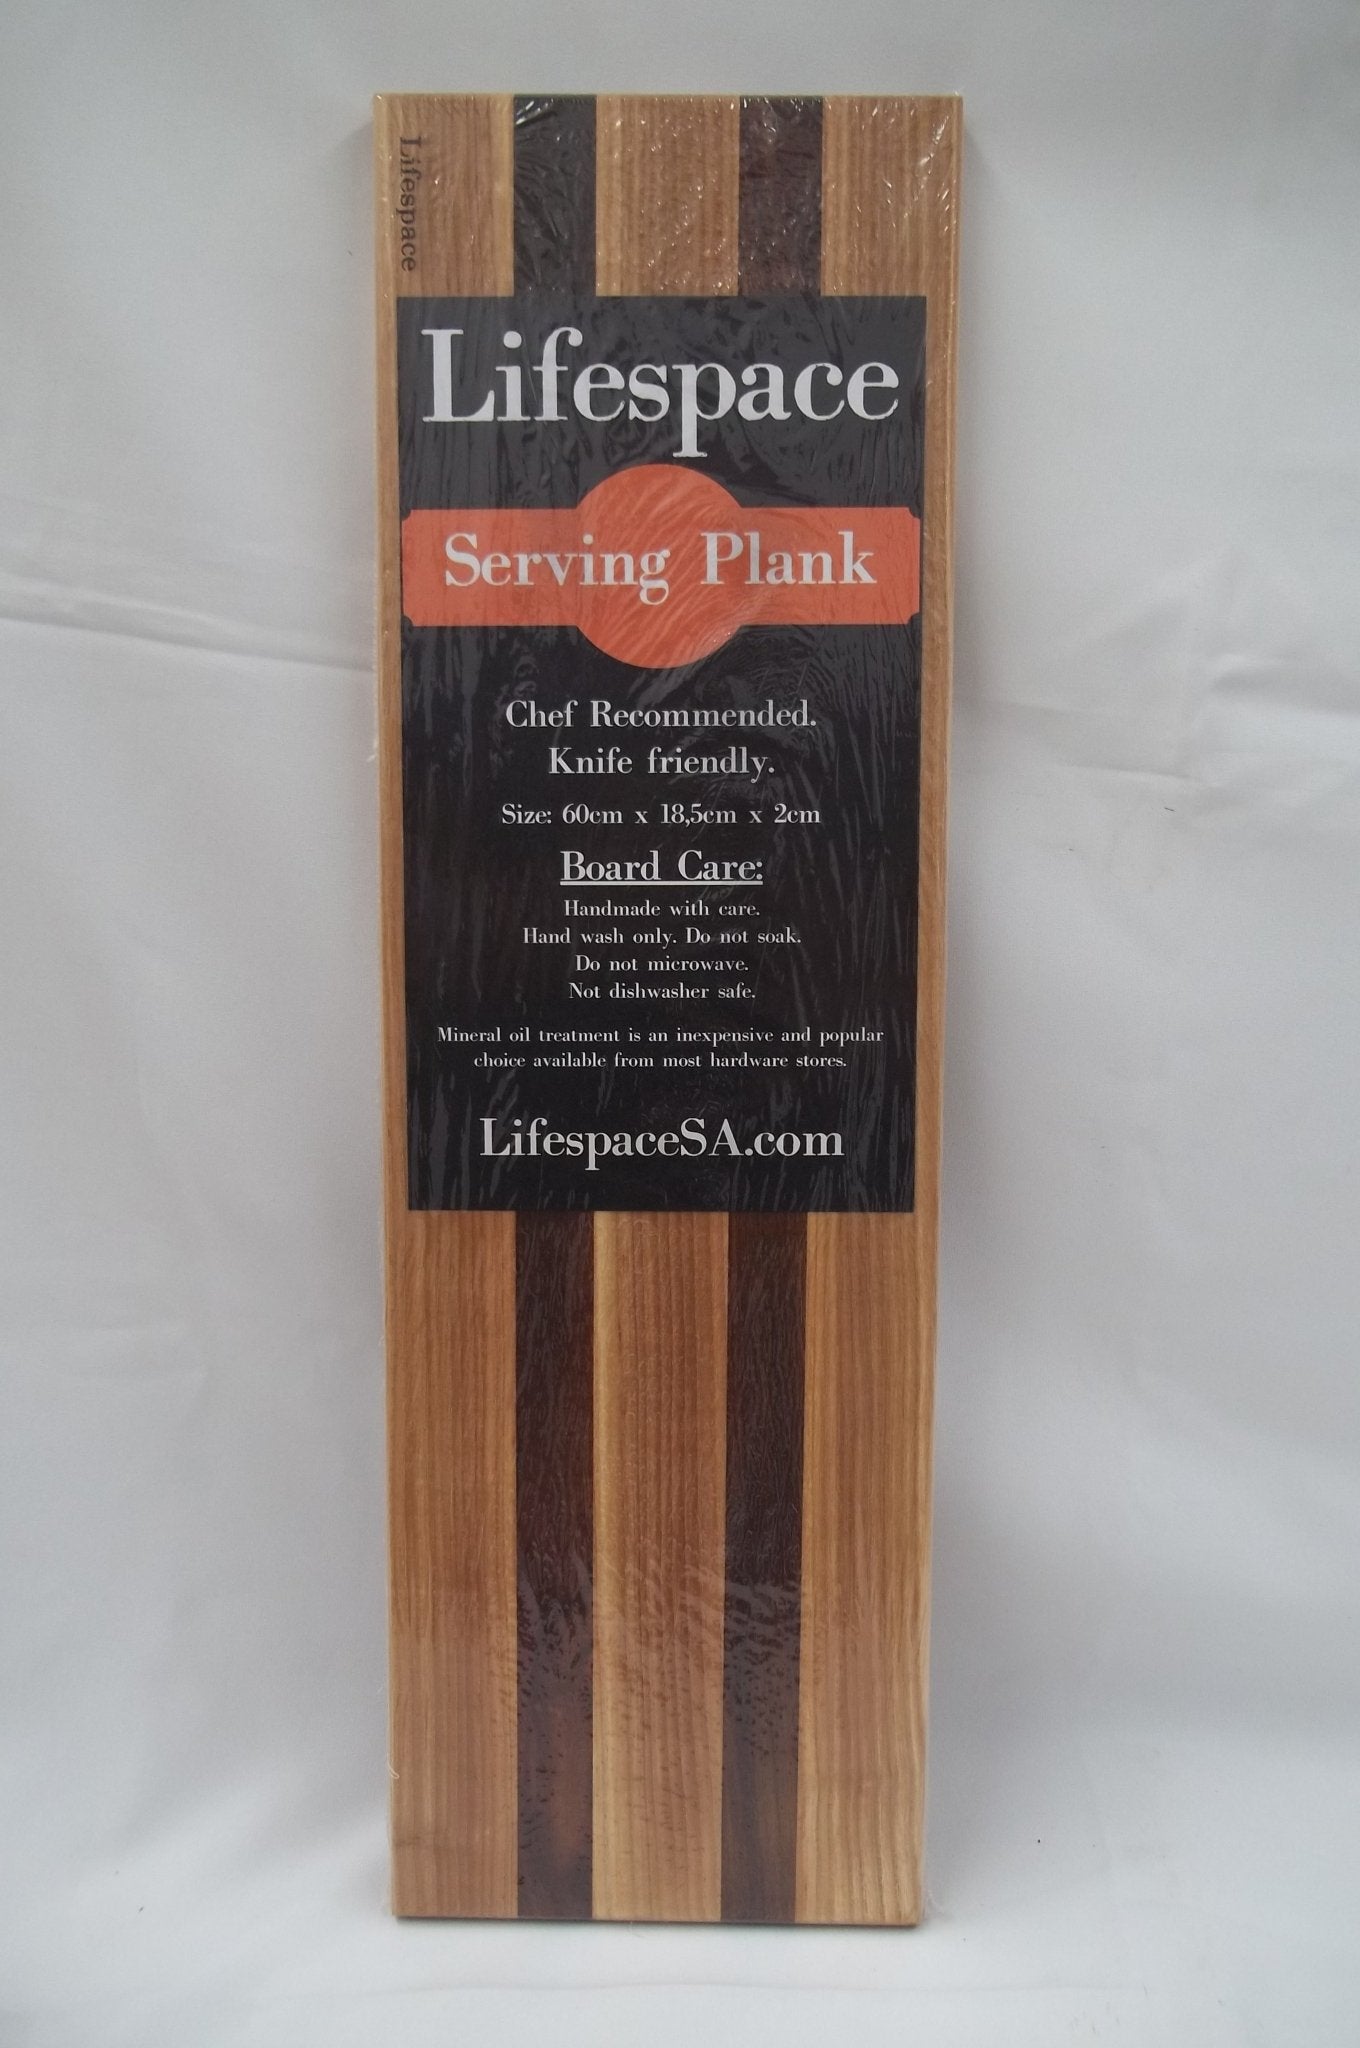 Lifespace
Lifespace
Serving Plank
Chef Recommended.
Knife friendly.
Size: 60cm x 18,5cm x 2cm
Board Care:
Handmade with care.
Hand wash only. Do not soak.
Do not microwave.
Not dishwasher safe.
Mineral oil treatment is an inexpensive and popular
choice available from most hardware stores.
LifespaceSA.com